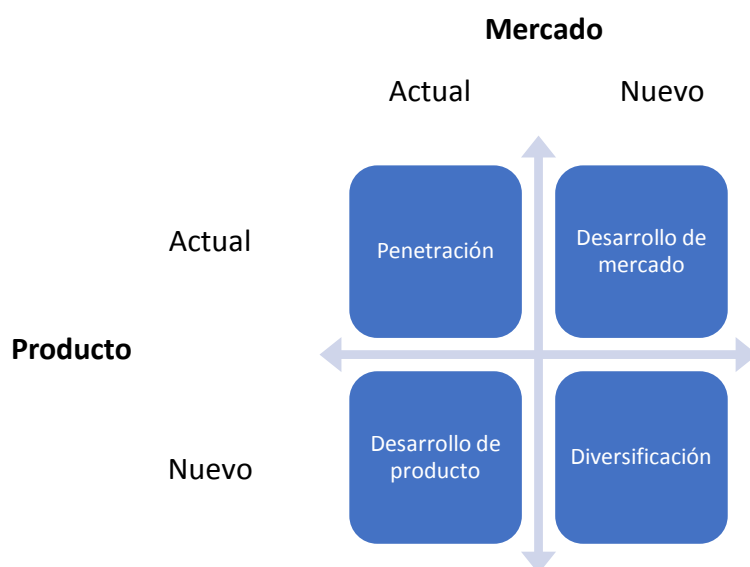 Mercado
Actual Nuevo
Actual
Penetración
Desarrollo de
mercado
Producto
Nuevo
Desarrollo de
producto
Diversificación